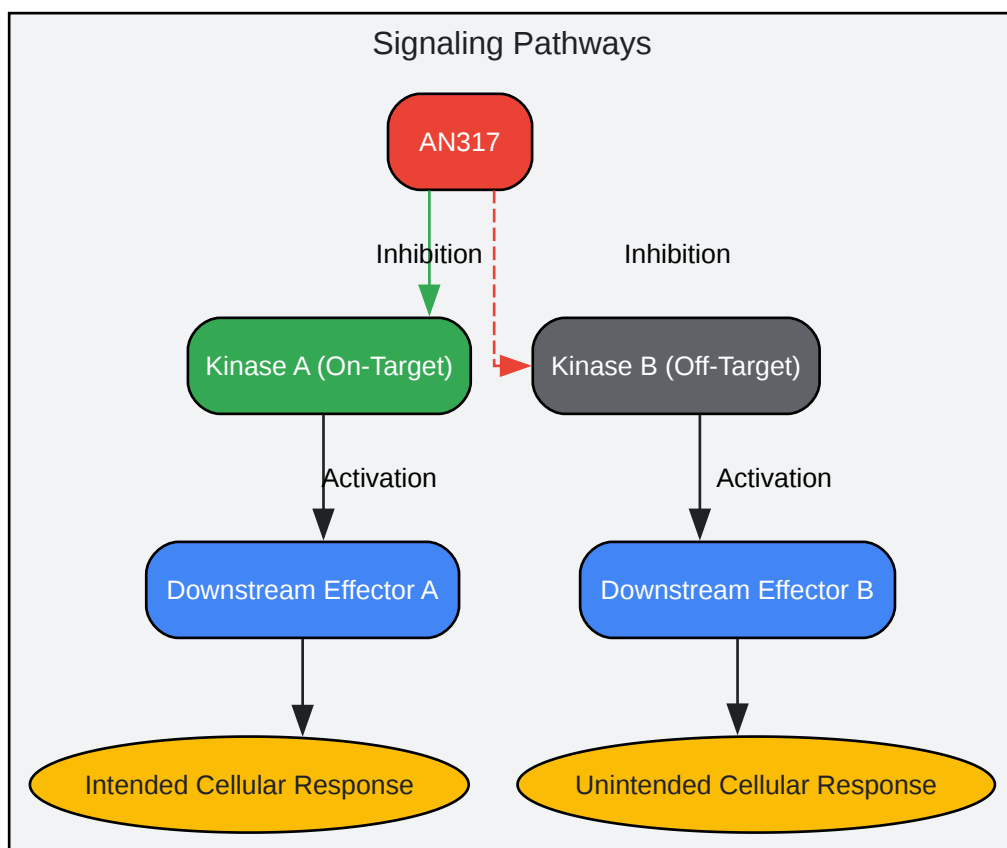 Signaling Pathways
AN317
Inhibition
Inhibition
Kinase A (On-Target)
Kinase B (Off-Target)
Activation
Activation
Downstream Effector A
Downstream Effector B
Intended Cellular Response
Unintended Cellular Response